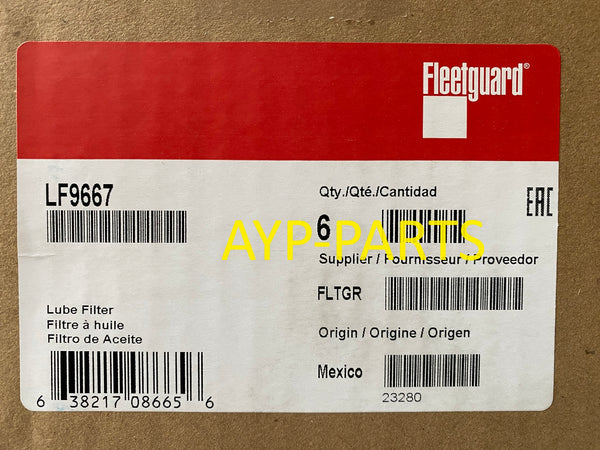 Fleetguard®
LF9667
Qty./Qté./Cantidad
6
EAC
AYP-PARTS
Supplier / Fournisseur / Proveedor
FLTGR
Lube Filter
Filtre à huile
Filtro de Aceite
Origin / Origine / Origen
Mexico
23280
6 38217 08665 6